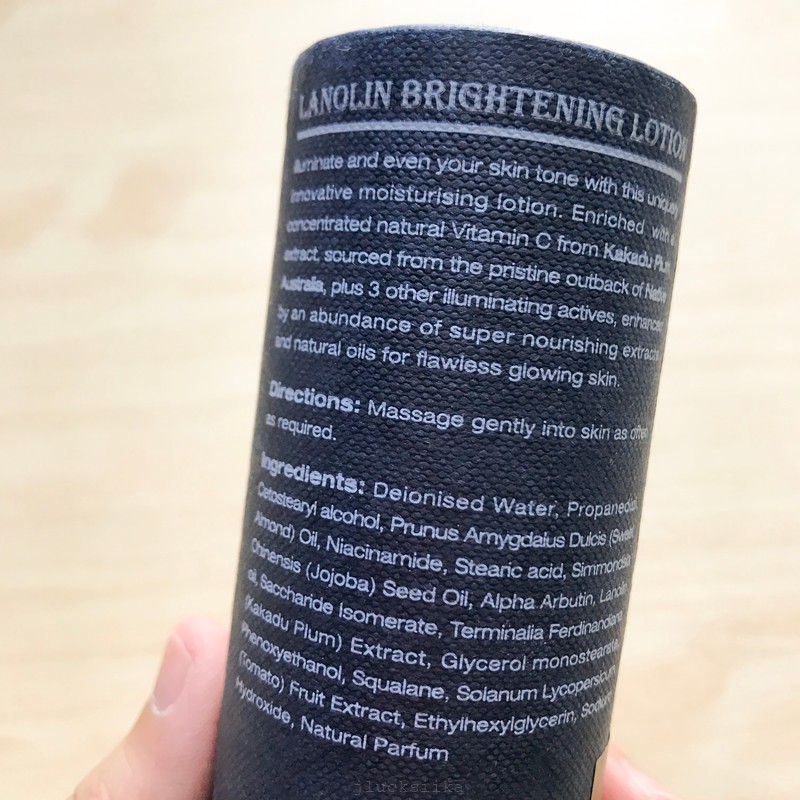 LANOLIN BRIGHTENING LOTION
Illuminate and even your skin tone with this uniquely
innovative moisturising lotion. Enriched with a
concentrated natural Vitamin C from Kakadu Plum
extract, sourced from the pristine outback of Native
Australia, plus 3 other illuminating actives, enhanced
by an abundance of super nourishing extracts
and natural oils for flawless glowing skin.
Directions: Massage gently into skin as often
as required.
Ingredients: Deionised Water, Propanediol,
Cetostearyl alcohol, Prunus Amygdalus Dulcis (Sweet
Almond) Oil, Niacinamide, Stearic acid, Simmondsia
Chinensis (Jojoba) Seed Oil, Alpha Arbutin, Lanolin
oil, Saccharide Isomerate, Terminalia Ferdinandiana
(Kakadu Plum) Extract, Glycerol monostearate,
Phenoxyethanol, Squalane, Solanum Lycopersicum
(Tomato) Fruit Extract, Ethylhexylglycerin, Sodium
Hydroxide, Natural Parfum
jlucksiika